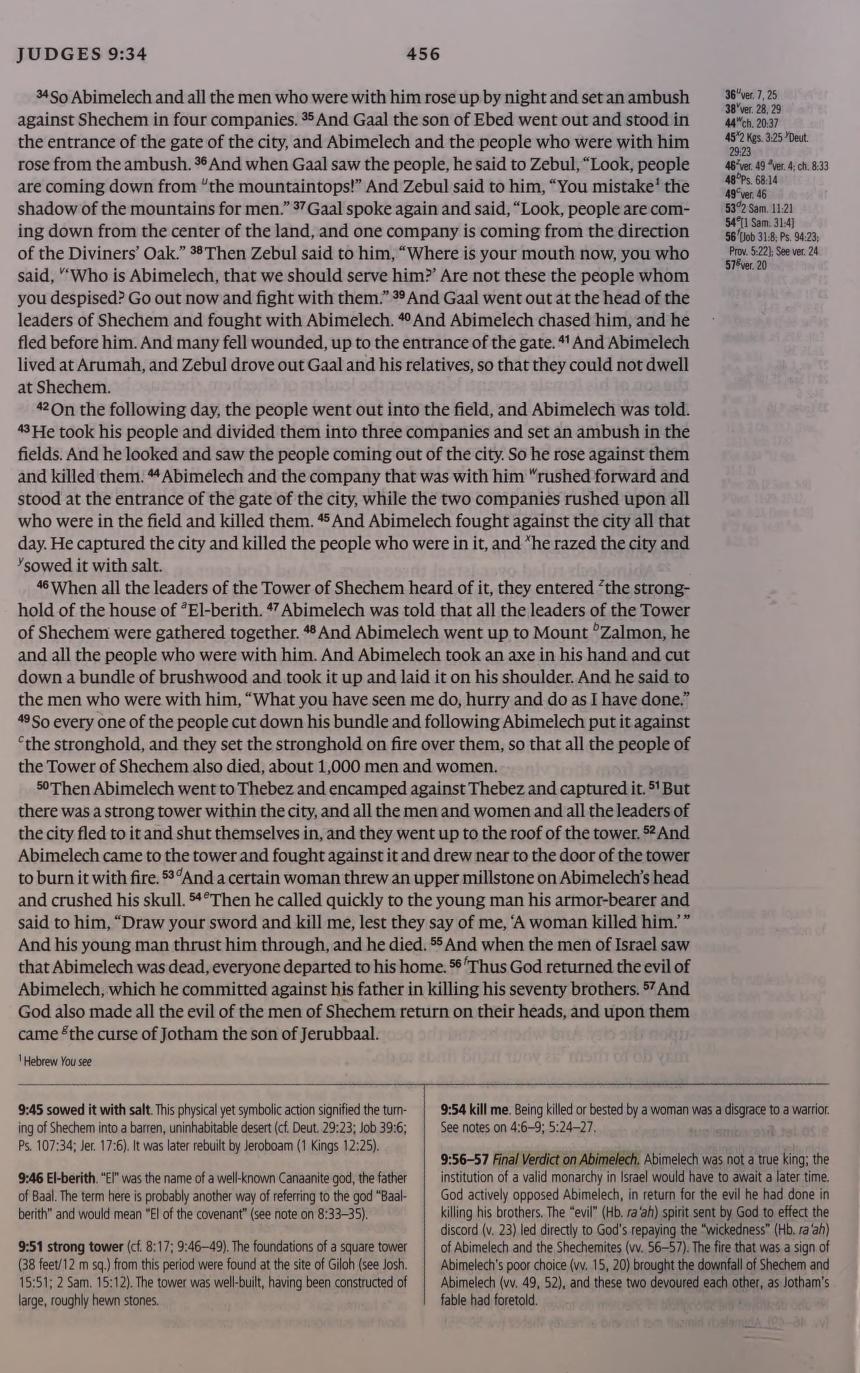 JUDGES 9:34
456
34 So Abimelech and all the men who were with him rose up by night and set an ambush
against Shechem in four companies. 35 And Gaal the son of Ebed went out and stood in
the entrance of the gate of the city, and Abimelech and the people who were with him
rose from the ambush. 36 And when Gaal saw the people, he said to Zebul, “Look, people
are coming down from u the mountaintops!” And Zebul said to him, “You mistake1 the
shadow of the mountains for men.” 37 Gaal spoke again and said, “Look, people are com-
ing down from the center of the land, and one company is coming from the direction
of the Diviners’ Oak.” 38 Then Zebul said to him, “Where is your mouth now, you who
said, v‘Who is Abimelech, that we should serve him?’ Are not these the people whom
you despised? Go out now and fight with them.” 39 And Gaal went out at the head of the
leaders of Shechem and fought with Abimelech. 40 And Abimelech chased him, and he
fled before him. And many fell wounded, up to the entrance of the gate. 41 And Abimelech
lived at Arumah, and Zebul drove out Gaal and his relatives, so that they could not dwell
at Shechem.
42 On the following day, the people went out into the field, and Abimelech was told.
43 He took his people and divided them into three companies and set an ambush in the
fields. And he looked and saw the people coming out of the city. So he rose against them
and killed them. 44 Abimelech and the company that was with him w rushed forward and
stood at the entrance of the gate of the city, while the two companies rushed upon all
who were in the field and killed them. 45 And Abimelech fought against the city all that
day. He captured the city and killed the people who were in it, and x he razed the city and
y sowed it with salt.
46 When all the leaders of the Tower of Shechem heard of it, they entered z the strong-
hold of the house of a El-berith. 47 Abimelech was told that all the leaders of the Tower
of Shechem were gathered together. 48 And Abimelech went up to Mount b Zalmon, he
and all the people who were with him. And Abimelech took an axe in his hand and cut
down a bundle of brushwood and took it up and laid it on his shoulder. And he said to
the men who were with him, “What you have seen me do, hurry and do as I have done.”
49 So every one of the people cut down his bundle and following Abimelech put it against
c the stronghold, and they set the stronghold on fire over them, so that all the people of
the Tower of Shechem also died, about 1,000 men and women.
50 Then Abimelech went to Thebez and encamped against Thebez and captured it. 51 But
there was a strong tower within the city, and all the men and women and all the leaders of
the city fled to it and shut themselves in, and they went up to the roof of the tower. 52 And
Abimelech came to the tower and fought against it and drew near to the door of the tower
to burn it with fire. 53 d And a certain woman threw an upper millstone on Abimelech’s head
and crushed his skull. 54 e Then he called quickly to the young man his armor-bearer and
said to him, “Draw your sword and kill me, lest they say of me, ‘A woman killed him.’”
And his young man thrust him through, and he died. 55 And when the men of Israel saw
that Abimelech was dead, everyone departed to his home. 56 f Thus God returned the evil of
Abimelech, which he committed against his father in killing his seventy brothers. 57 And
God also made all the evil of the men of Shechem return on their heads, and upon them
came g the curse of Jotham the son of Jerubbaal.
1 Hebrew You see
36 u ver. 7, 25
38 v ver. 28, 29
44 w ch. 20:37
45 x 2 Kgs. 3:25 y Deut.
29:23
46 z ver. 49 a ver. 4; ch. 8:33
48 b Ps. 68:14
49 c ver. 46
53 d 2 Sam. 11:21
54 e [1 Sam. 31:4]
56 f [Job 31:8; Ps. 94:23;
Prov. 5:22]; See ver. 24
57 g ver. 20
9:45 sowed it with salt. This physical yet symbolic action signified the turn-
ing of Shechem into a barren, uninhabitable desert (cf. Deut. 29:23; Job 39:6;
Ps. 107:34; Jer. 17:6). It was later rebuilt by Jeroboam (1 Kings 12:25).
9:46 El-berith. “El” was the name of a well-known Canaanite god, the father
of Baal. The term here is probably another way of referring to the god “Baal-
berith” and would mean “El of the covenant” (see note on 8:33–35).
9:51 strong tower (cf. 8:17; 9:46–49). The foundations of a square tower
(38 feet/12 m sq.) from this period were found at the site of Giloh (see Josh.
15:51; 2 Sam. 15:12). The tower was well-built, having been constructed of
large, roughly hewn stones.
9:54 kill me. Being killed or bested by a woman was a disgrace to a warrior.
See notes on 4:6–9; 5:24–27.
9:56–57 Final Verdict on Abimelech. Abimelech was not a true king; the
institution of a valid monarchy in Israel would have to await a later time.
God actively opposed Abimelech, in return for the evil he had done in
killing his brothers. The “evil” (Hb. ra‘ah) spirit sent by God to effect the
discord (v. 23) led directly to God’s repaying the “wickedness” (Hb. ra‘ah)
of Abimelech and the Shechemites (vv. 56–57). The fire that was a sign of
Abimelech’s poor choice (vv. 15, 20) brought the downfall of Shechem and
Abimelech (vv. 49, 52), and these two devoured each other, as Jotham’s
fable had foretold.